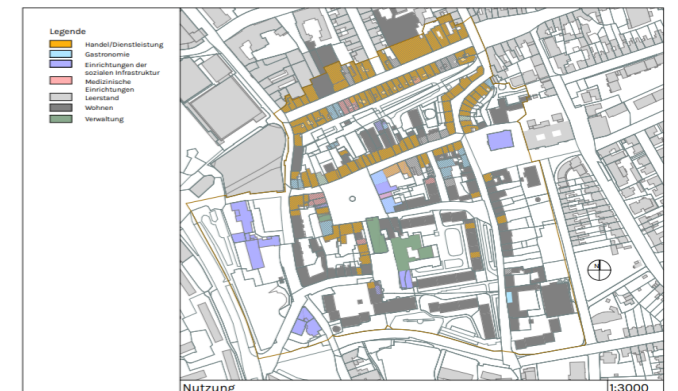 Legende
Handel/Dienstleistung
Gastronomie
Einrichtungen der
sozialen Infrastruktur
Medizinische
Einrichtungen
Leerstand
Wohnen
Verwaltung
N
Nutzung
1:3000